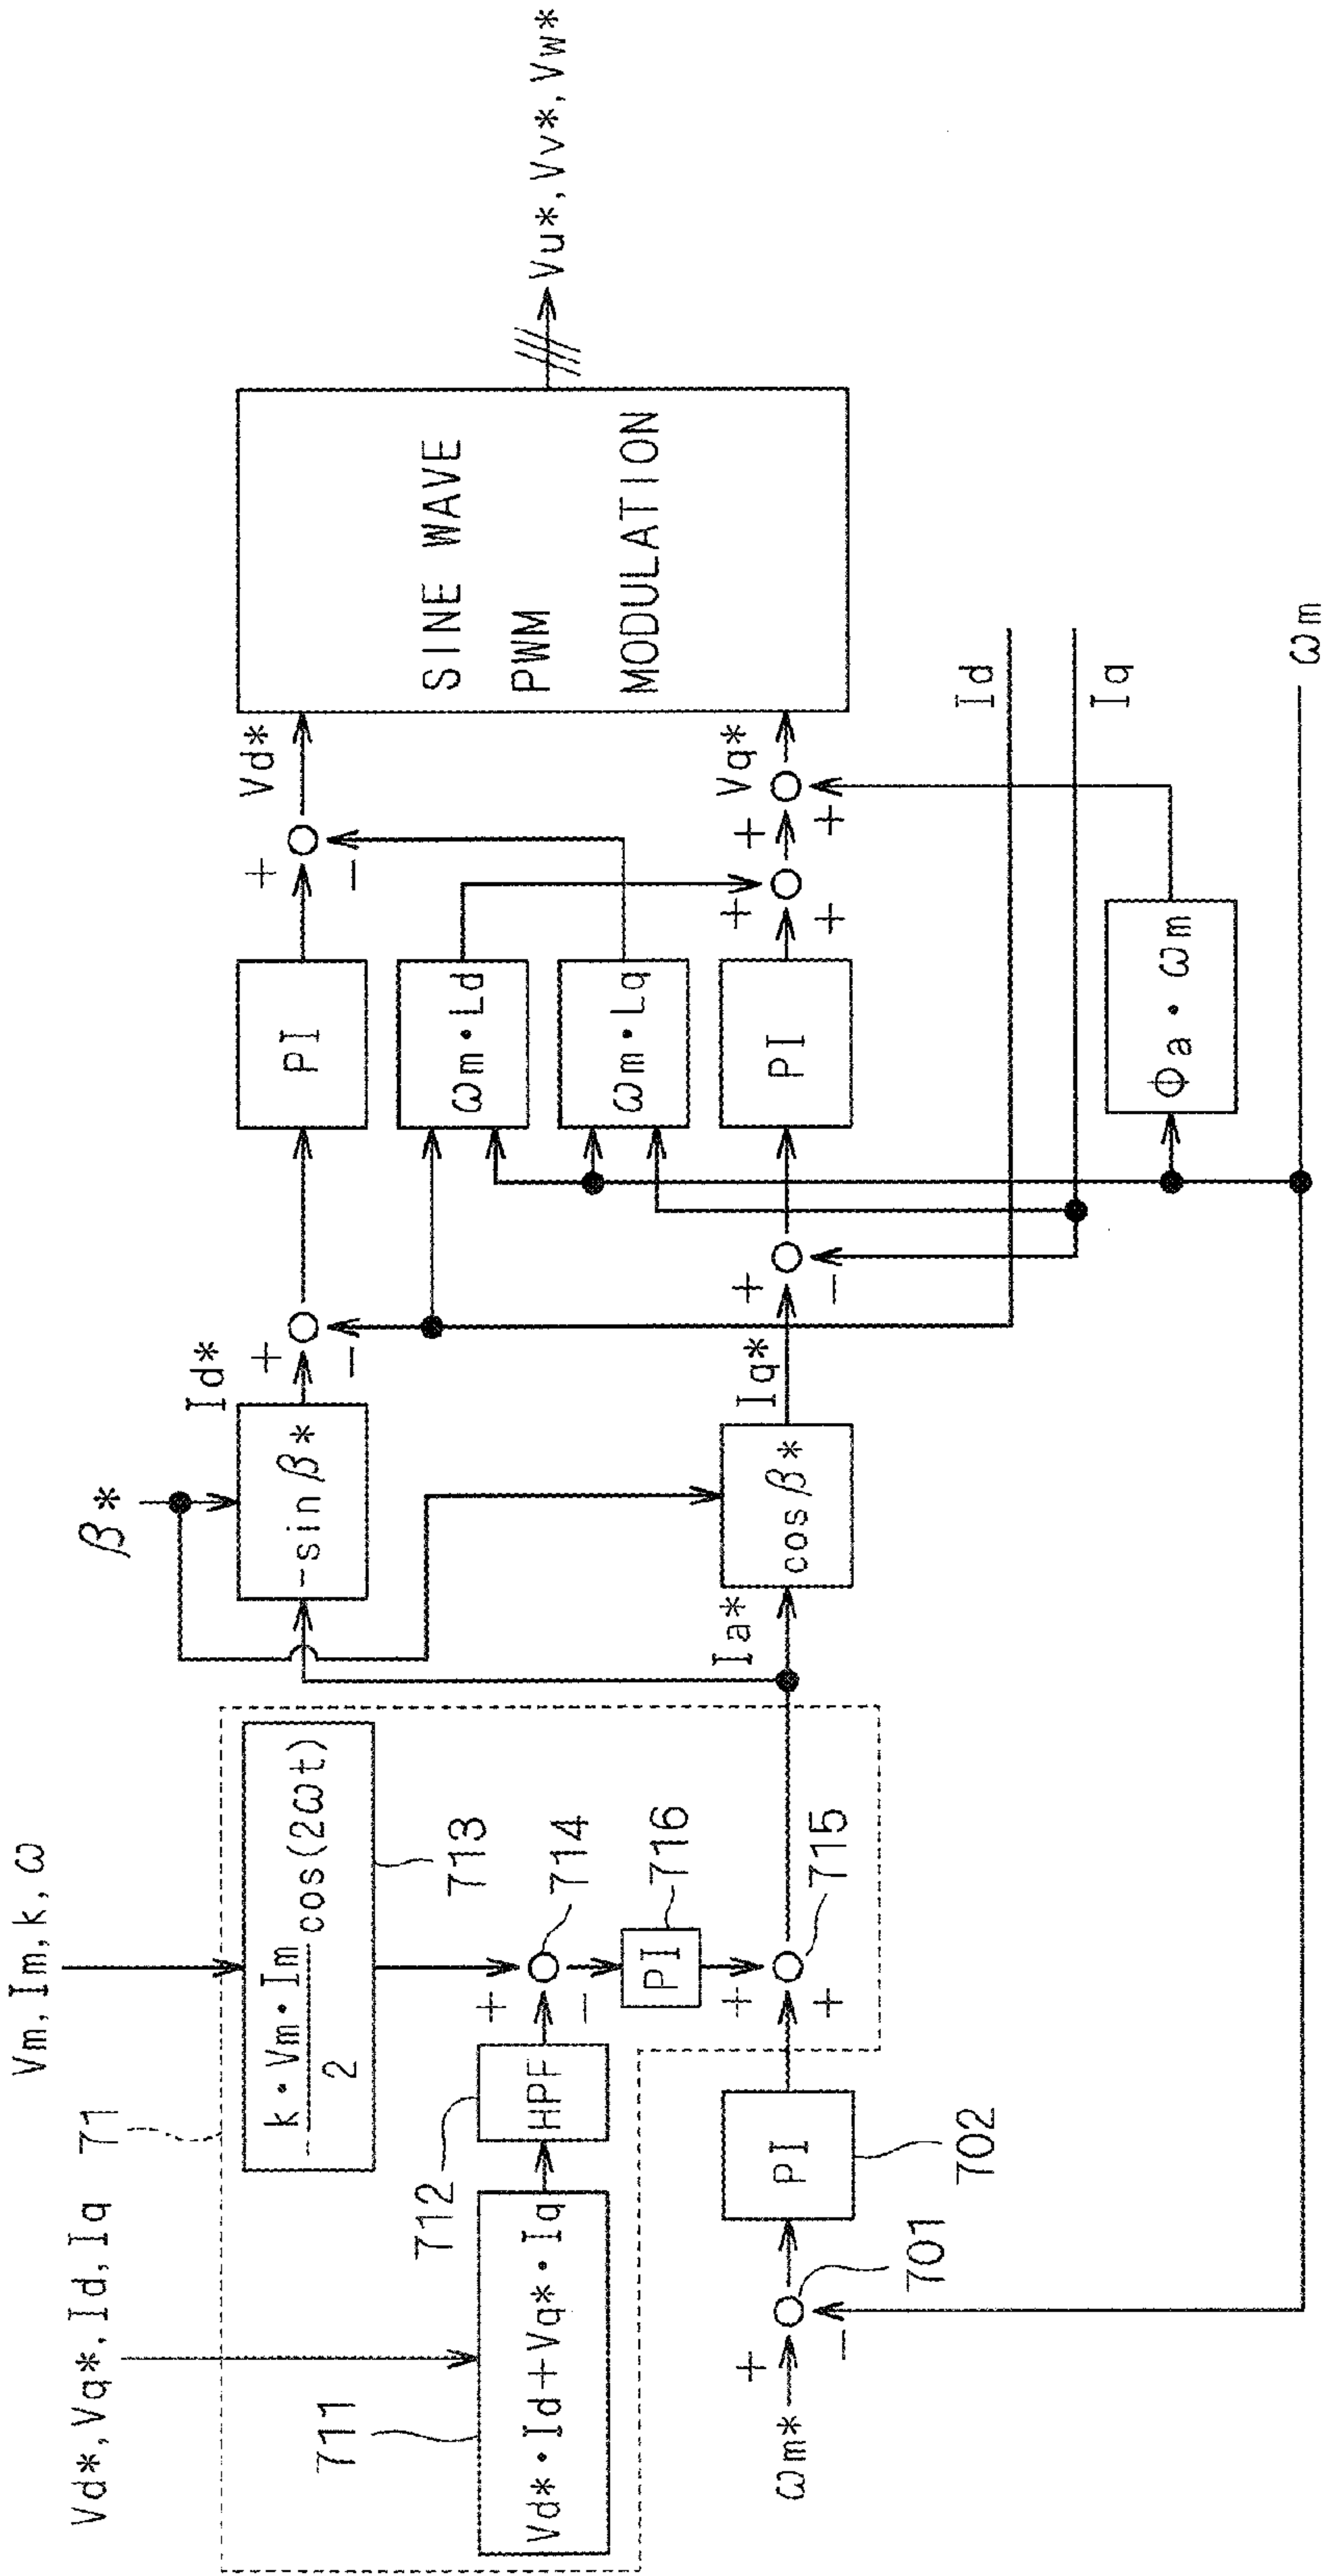 Vm, Im, k, ω
Vd*, Vq*, Id, Iq
71
k・Vm・Im
2
cos(2ωt)
713
711
Vd*・Id+Vq*・Iq
712
HPF
+
−
714
PI
716
+
+
715
ωm*
+
−
701
PI
702
Ia*
β*
-sinβ*
cosβ*
Id*
+
−
Iq*
+
−
PI
ωm・Ld
ωm・Lq
PI
Φa・ωm
+
−
+
+
+
+
Vd*
Vq*
SINE WAVE
PWM
MODULATION
Vu*, Vv*, Vw*
Id
Iq
ωm